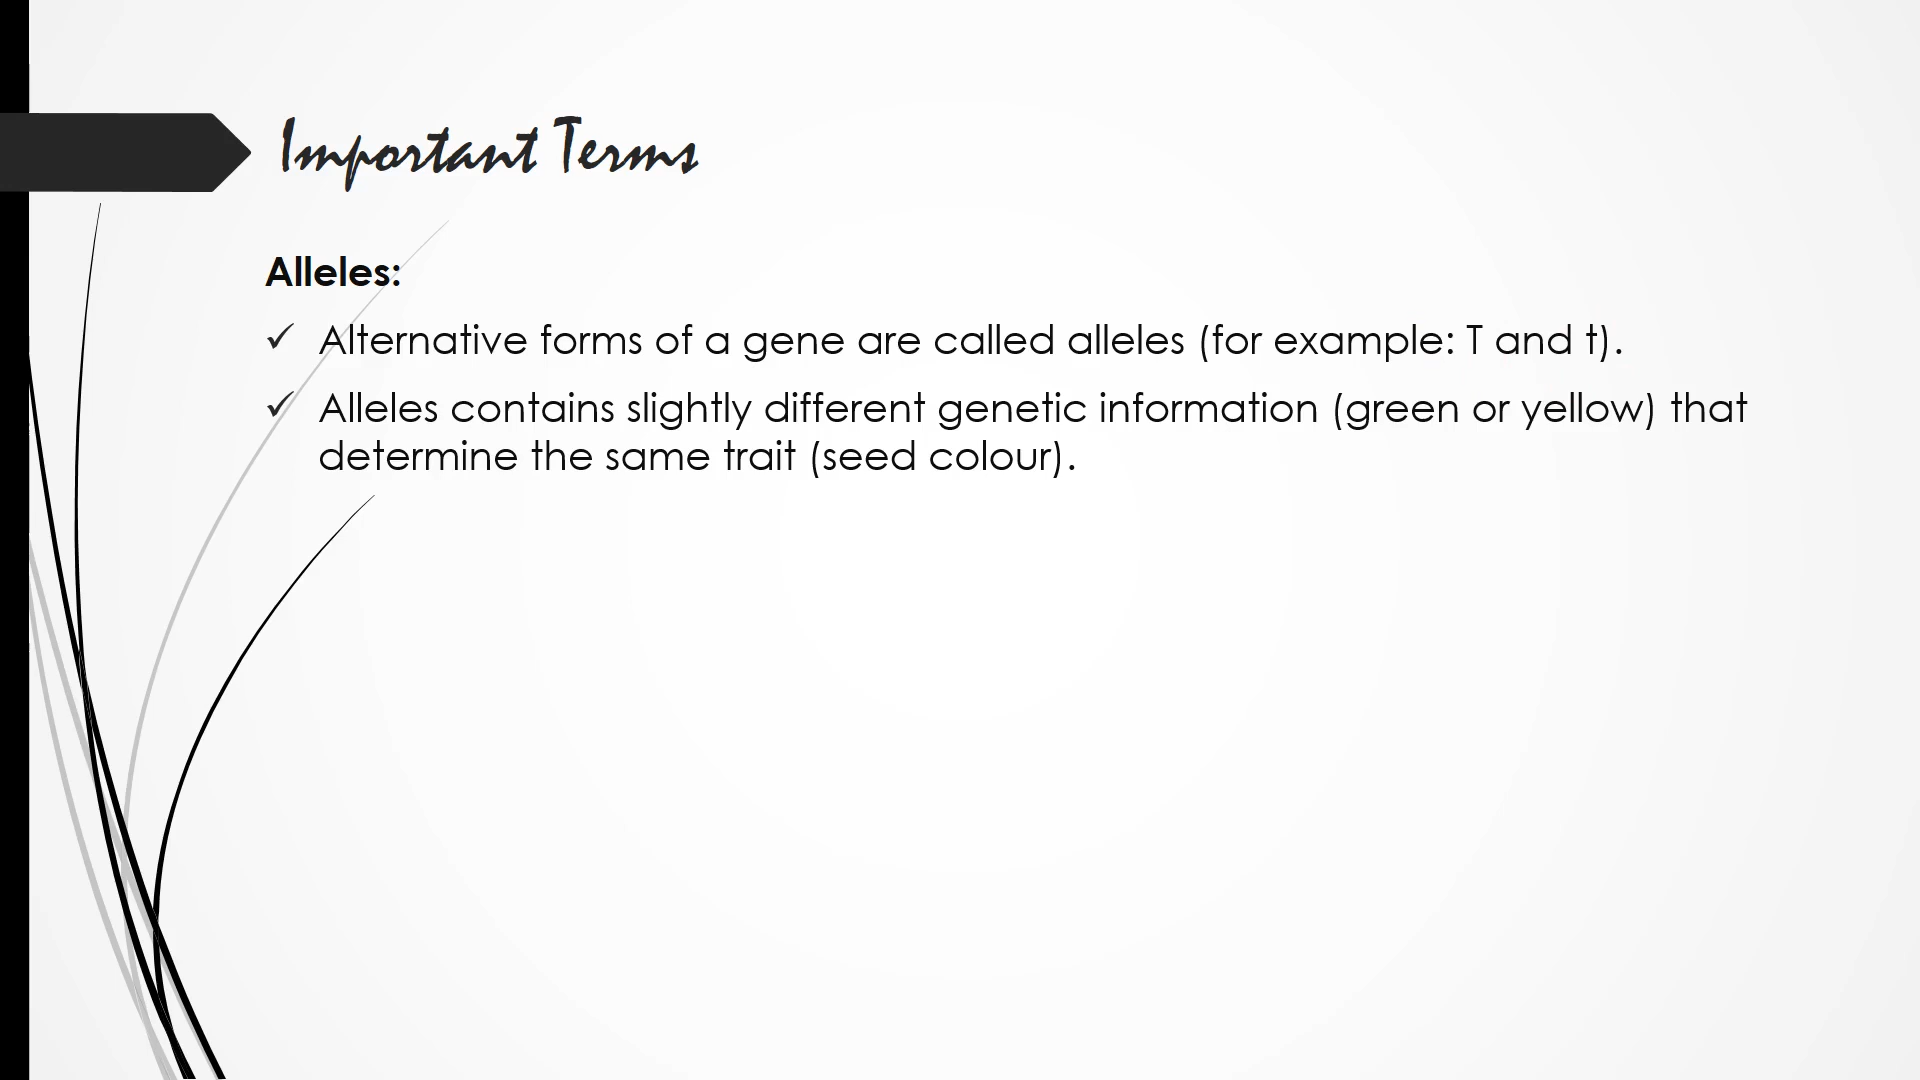 Important Terms
Alleles:
✓ Alternative forms of a gene are called alleles (for example: T and t).
✓ Alleles contains slightly different genetic information (green or yellow) that
determine the same trait (seed colour).